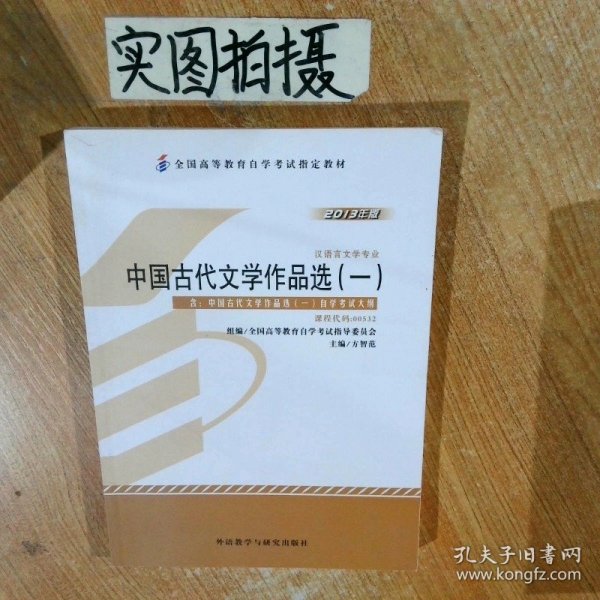 实图拍摄
全国高等教育自学考试指定教材
2013年版
汉语言文学专业
中国古代文学作品选(一)
含:中国古代文学作品选(一)自学考试大纲
课程代码:00532
组编/全国高等教育自学考试指导委员会
主编/方智范
外语教学与研究出版社
孔夫子旧书网
www.kongfz.com